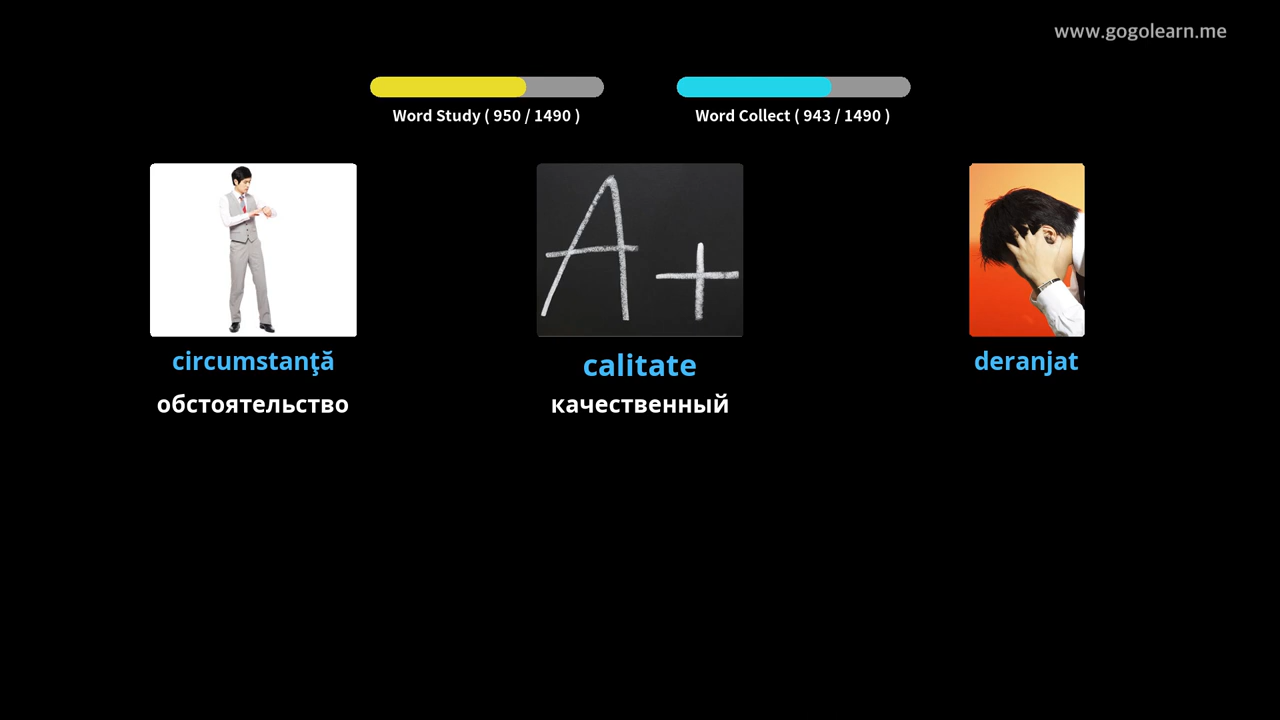 www.gogolearn.me
Word Study ( 950 / 1490 )
Word Collect ( 943 / 1490 )
A+
circumstanţă
calitate
deranjat
обстоятельство
качественный